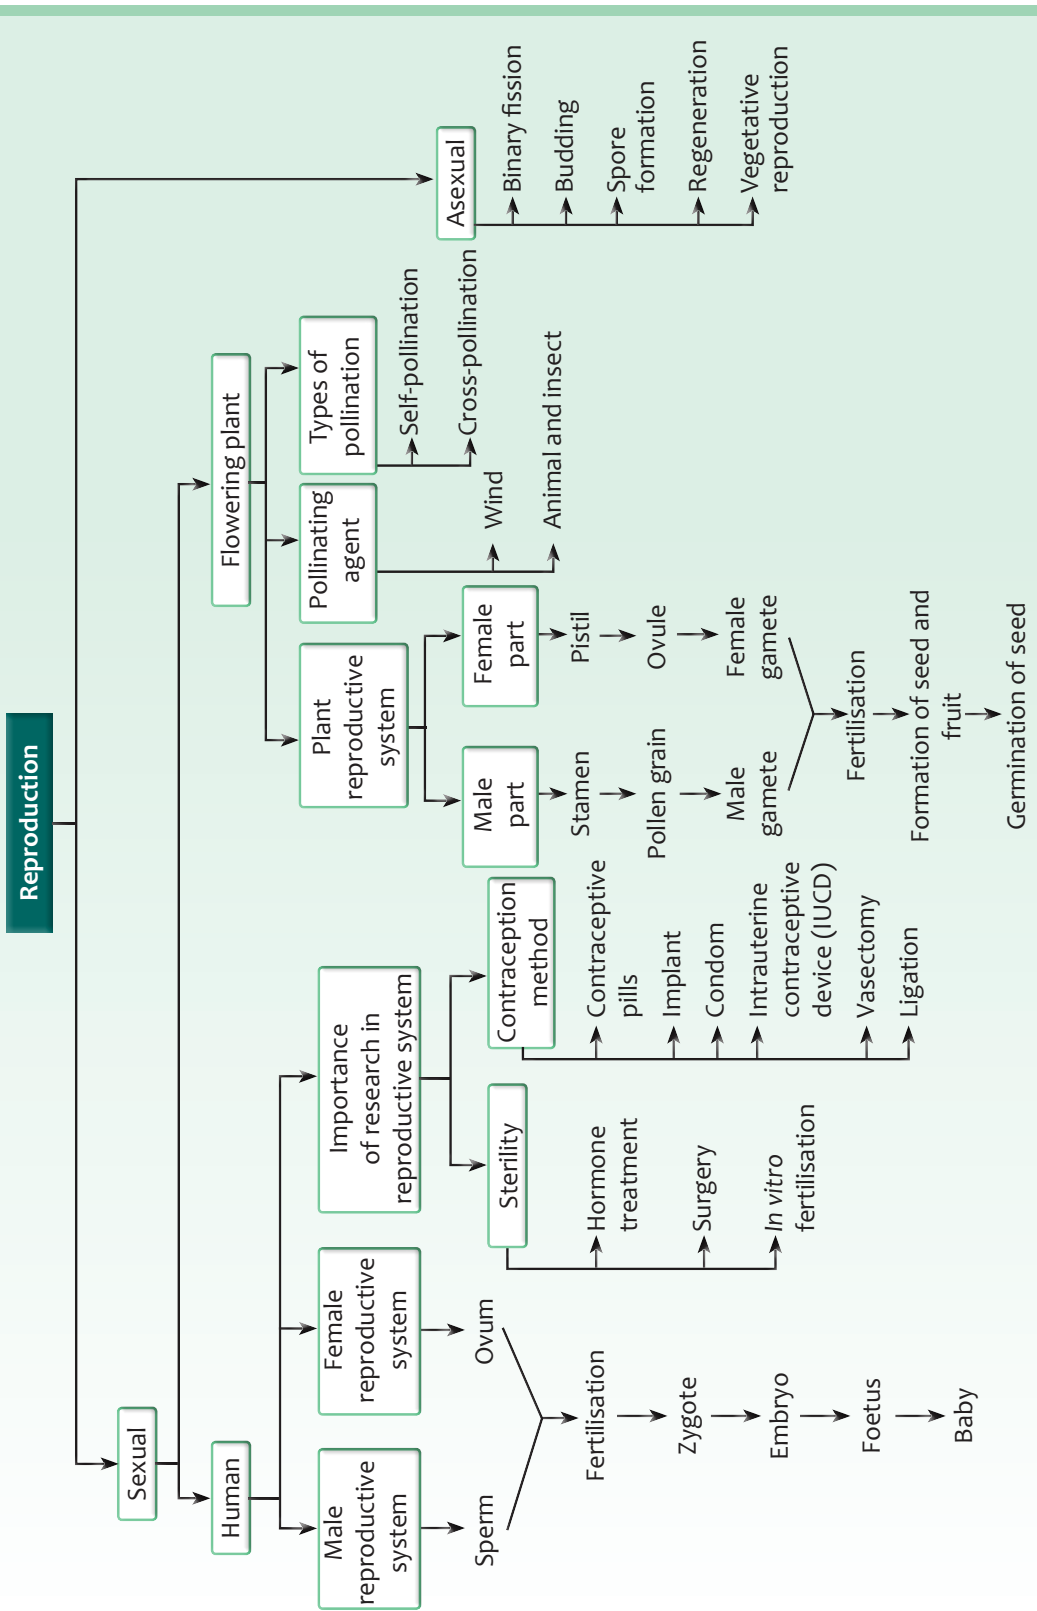 Reproduction
Sexual
Asexual
Human
Flowering plant
Male
reproductive
system
Female
reproductive
system
Importance
of research in
reproductive system
Plant
reproductive
system
Pollinating
agent
Types of
pollination
Sperm
Ovum
Fertilisation
Zygote
Embryo
Foetus
Baby
Sterility
Hormone
treatment
Surgery
In vitro
fertilisation
Contraception
method
Contraceptive
pills
Implant
Condom
Intrauterine
contraceptive
device (IUCD)
Vasectomy
Ligation
Male
part
Female
part
Stamen
Pistil
Pollen grain
Ovule
Male
gamete
Female
gamete
Fertilisation
Formation of seed and
fruit
Germination of seed
Wind
Animal and insect
Self-pollination
Cross-pollination
Binary fission
Budding
Spore
formation
Regeneration
Vegetative
reproduction